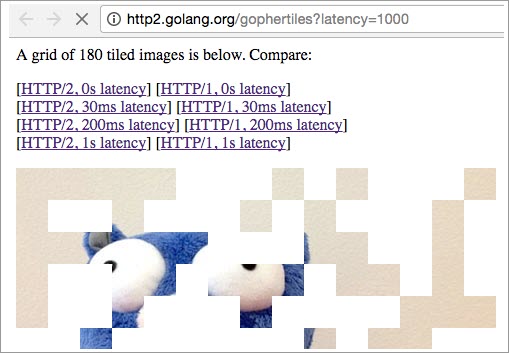 http2.golang.org/gophertiles?latency=1000
A grid of 180 tiled images is below. Compare:
[HTTP/2, 0s latency] [HTTP/1, 0s latency]
[HTTP/2, 30ms latency] [HTTP/1, 30ms latency]
[HTTP/2, 200ms latency] [HTTP/1, 200ms latency]
[HTTP/2, 1s latency] [HTTP/1, 1s latency]